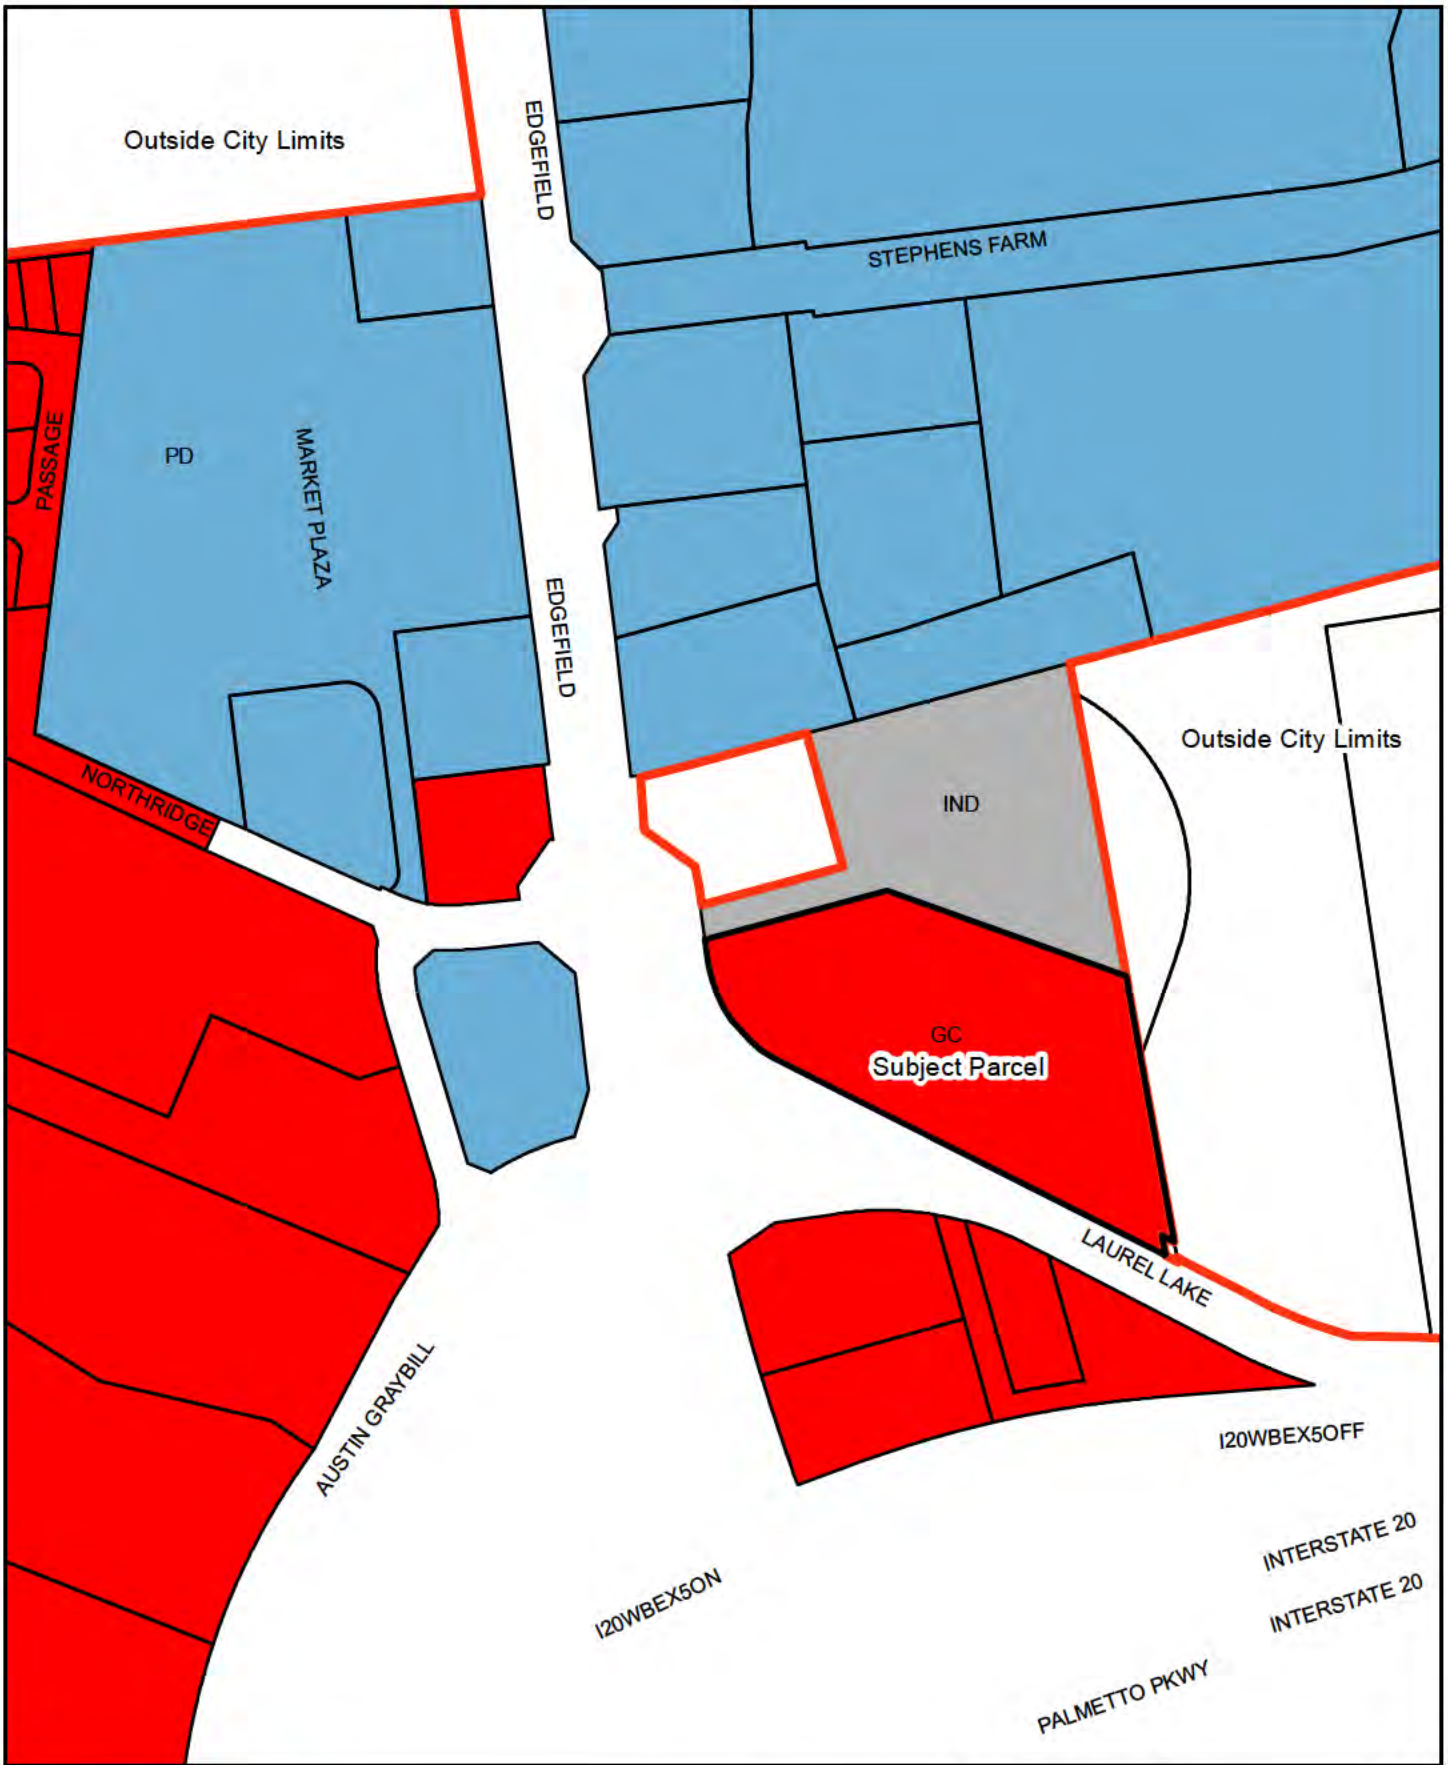 EDGEFIELD
Outside City Limits
STEPHENS FARM
PASSAGE
PD
MARKET PLAZA
EDGEFIELD
Outside City Limits
NORTHRIDGE
IND
GC
Subject Parcel
LAUREL LAKE
AUSTIN GRAYBILL
I20WBEX5OFF
INTERSTATE 20
I20WBEX5ON
INTERSTATE 20
PALMETTO PKWY